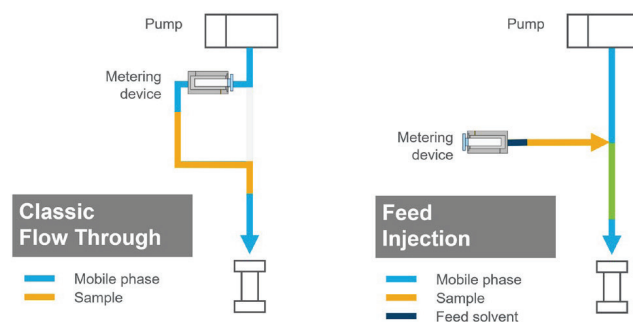 Pump
Metering
device
Classic
Flow Through
Mobile phase
Sample
Pump
Metering
device
Feed
Injection
Mobile phase
Sample
Feed solvent